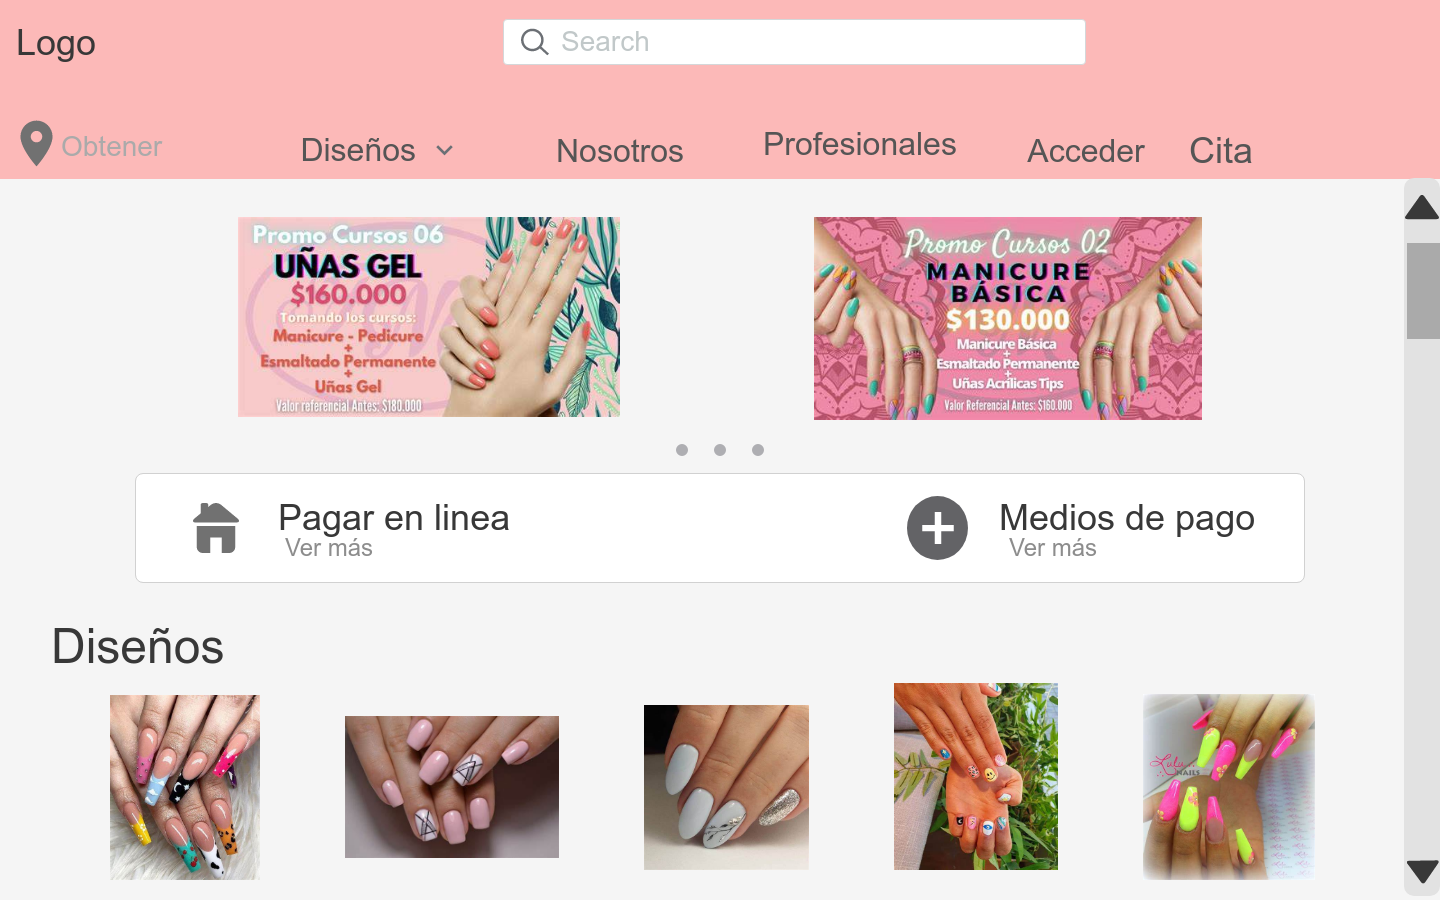 Logo
Search
Obtener
Diseños
Nosotros
Profesionales
Acceder
Cita
Promo Cursos 06
UÑAS GEL
$160.000
Tomando los cursos:
Manicure - Pedicure
+
Esmaltado Permanente
+
Uñas Gel
Valor referencial Antes: $180.000
Promo Cursos 02
MANICURE
BÁSICA
$130.000
Manicure Básica
+
Esmaltado Permanente
+
Uñas Acrílicas Tips
Valor Referencial Antes: $160.000
Pagar en linea
Ver más
Medios de pago
Ver más
Diseños
Lulu
NAILS